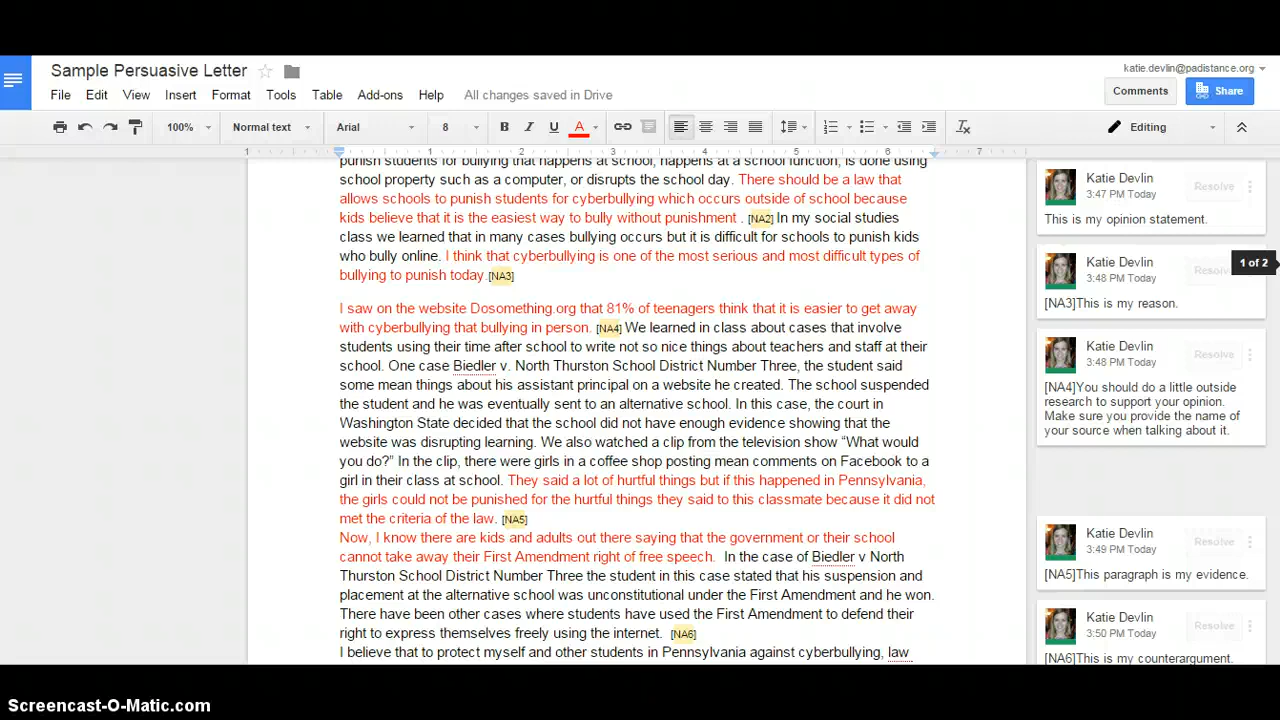 Sample Persuasive Letter
katie.devlin@padistance.org
File Edit View Insert Format Tools Table Add-ons Help All changes saved in Drive
Comments Share
100% Normal text Arial 8 B I U A Editing
1 1 2 3 4 5 6 7
punish students for bullying that happens at school, happens at a school function, is done using
school property such as a computer, or disrupts the school day. There should be a law that
allows schools to punish students for cyberbullying which occurs outside of school because
kids believe that it is the easiest way to bully without punishment . [NA2] In my social studies
class we learned that in many cases bullying occurs but it is difficult for schools to punish kids
who bully online. I think that cyberbullying is one of the most serious and most difficult types of
bullying to punish today.[NA3]
I saw on the website Dosomething.org that 81% of teenagers think that it is easier to get away
with cyberbullying that bullying in person. [NA4] We learned in class about cases that involve
students using their time after school to write not so nice things about teachers and staff at their
school. One case Biedler v. North Thurston School District Number Three, the student said
some mean things about his assistant principal on a website he created. The school suspended
the student and he was eventually sent to an alternative school. In this case, the court in
Washington State decided that the school did not have enough evidence showing that the
website was disrupting learning. We also watched a clip from the television show “What would
you do?” In the clip, there were girls in a coffee shop posting mean comments on Facebook to a
girl in their class at school. They said a lot of hurtful things but if this happened in Pennsylvania,
the girls could not be punished for the hurtful things they said to this classmate because it did not
met the criteria of the law. [NA5]
Now, I know there are kids and adults out there saying that the government or their school
cannot take away their First Amendment right of free speech. In the case of Biedler v North
Thurston School District Number Three the student in this case stated that his suspension and
placement at the alternative school was unconstitutional under the First Amendment and he won.
There have been other cases where students have used the First Amendment to defend their
right to express themselves freely using the internet. [NA6]
I believe that to protect myself and other students in Pennsylvania against cyberbullying, law
Katie Devlin
3:47 PM Today
Resolve
This is my opinion statement.
Katie Devlin
3:48 PM Today
Resolve
1 of 2
[NA3]This is my reason.
Katie Devlin
3:48 PM Today
Resolve
[NA4]You should do a little outside
research to support your opinion.
Make sure you provide the name of
your source when talking about it.
Katie Devlin
3:49 PM Today
Resolve
[NA5]This paragraph is my evidence.
Katie Devlin
3:50 PM Today
Resolve
[NA6]This is my counterargument.
Screencast-O-Matic.com